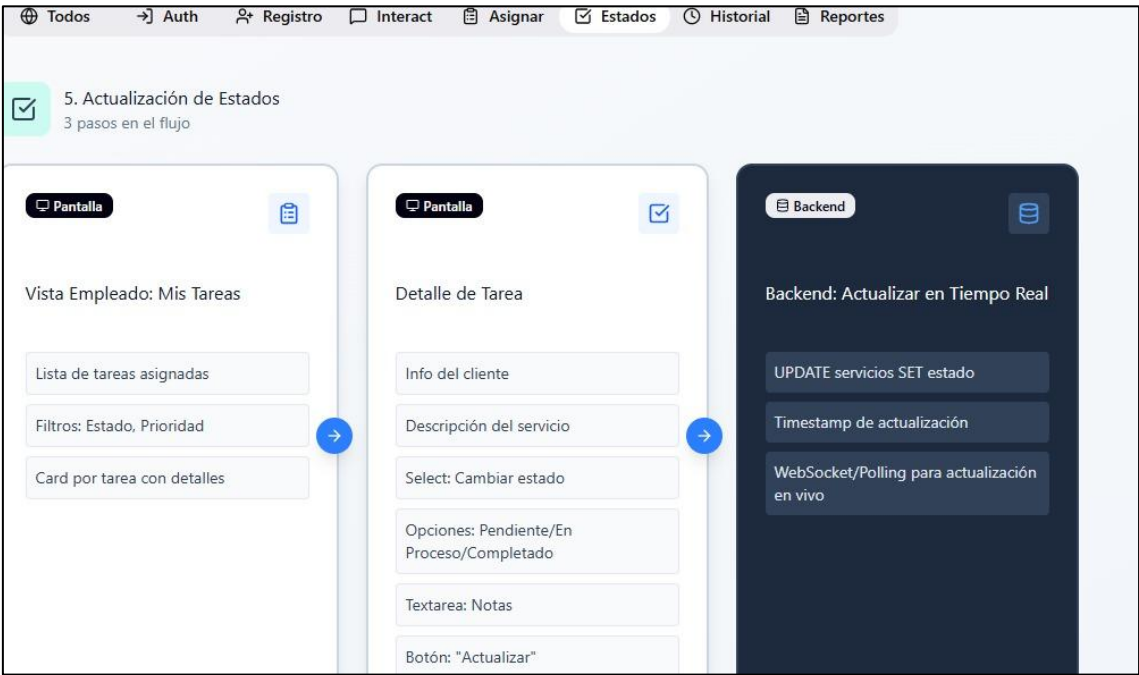 Todos Auth Registro Interact Asignar Estados Historial Reportes
5. Actualización de Estados
3 pasos en el flujo
Pantalla
Vista Empleado: Mis Tareas
Lista de tareas asignadas
Filtros: Estado, Prioridad
Card por tarea con detalles
Pantalla
Detalle de Tarea
Info del cliente
Descripción del servicio
Select: Cambiar estado
Opciones: Pendiente/En
Proceso/Completado
Textarea: Notas
Botón: "Actualizar"
Backend
Backend: Actualizar en Tiempo Real
UPDATE servicios SET estado
Timestamp de actualización
WebSocket/Polling para actualización
en vivo